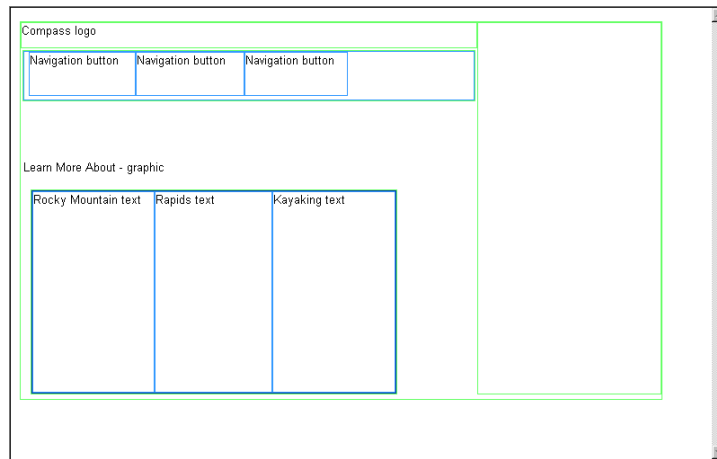 Compass logo
Navigation button Navigation button Navigation button
Learn More About - graphic
Rocky Mountain text Rapids text Kayaking text